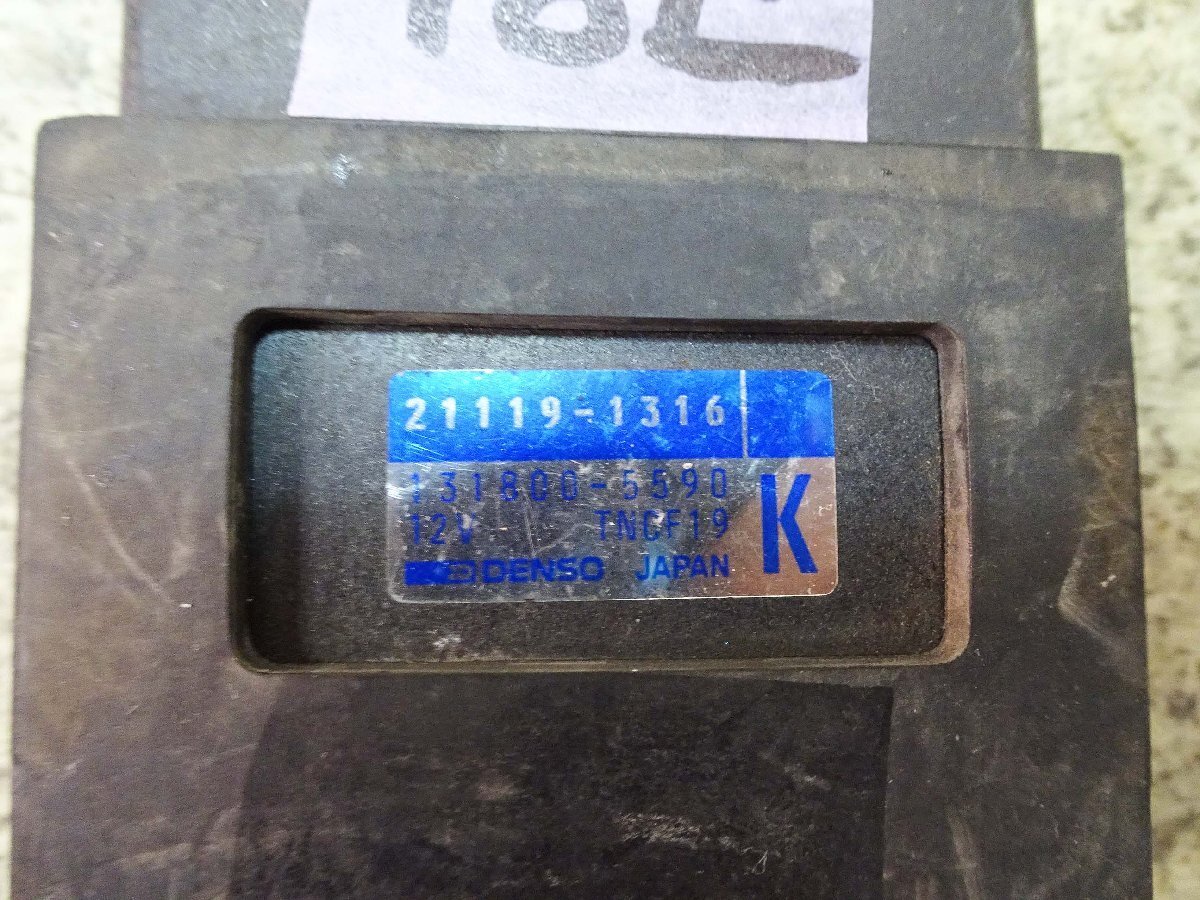 21119-1316
131800-5590
12V TNCF19
K
DENSO JAPAN